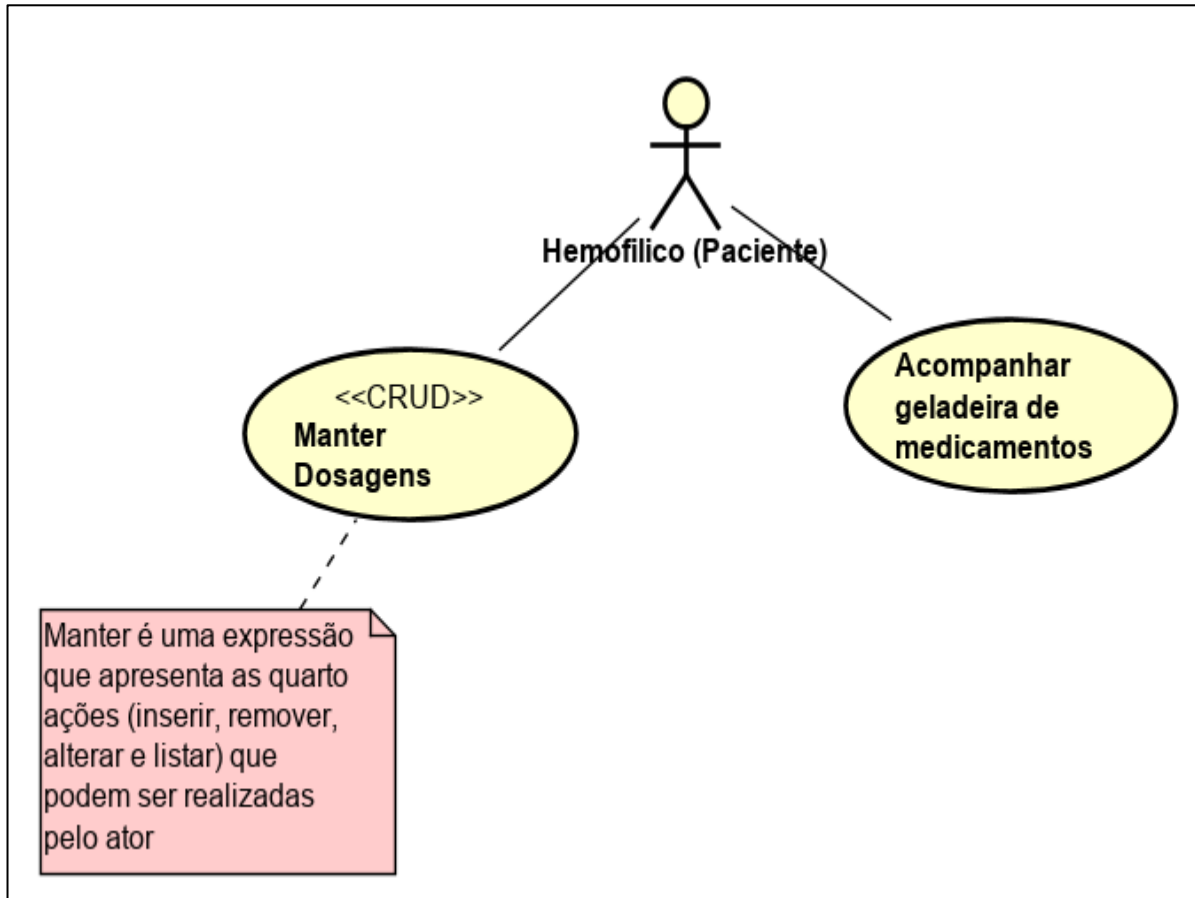 Hemofilico (Paciente)
<<CRUD>>
Manter
Dosagens
Acompanhar
geladeira de
medicamentos
Manter é uma expressão
que apresenta as quarto
ações (inserir, remover,
alterar e listar) que
podem ser realizadas
pelo ator